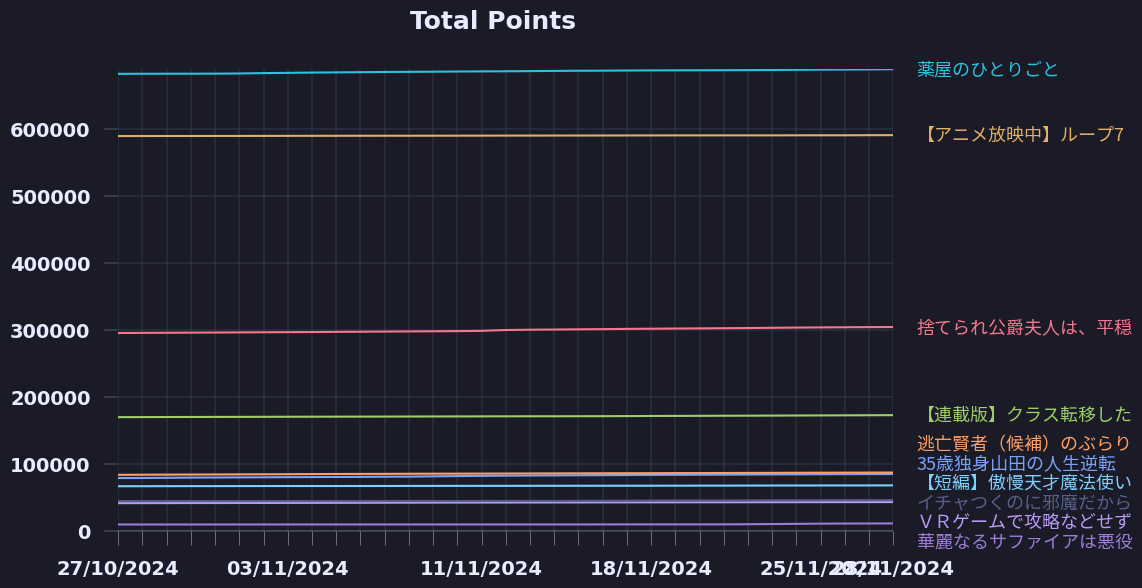 Total Points
薬屋のひとりごと
600000
【アニメ放映中】ループ7
500000
400000
300000
捨てられ公爵夫人は、平穏
200000
【連載版】クラス転移した
逃亡賢者（候補）のぶらり
100000
35歳独身山田の人生逆転
【短編】傲慢天才魔法使い
イチャつくのに邪魔だから
ＶＲゲームで攻略などせず
0
華麗なるサファイアは悪役
27/10/2024
03/11/2024
11/11/2024
18/11/2024
25/11/2024
28/11/2024